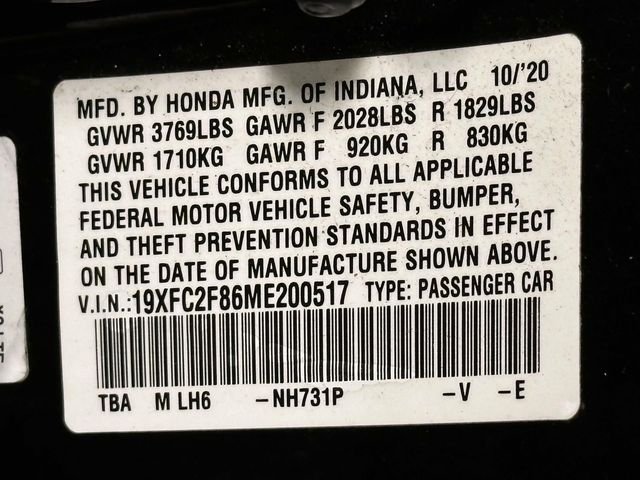 MFD. BY HONDA MFG. OF INDIANA, LLC 10/'20
GVWR 3769LBS GAWR F 2028LBS R 1829LBS
GVWR 1710KG GAWR F 920KG R 830KG
THIS VEHICLE CONFORMS TO ALL APPLICABLE
FEDERAL MOTOR VEHICLE SAFETY, BUMPER,
AND THEFT PREVENTION STANDARDS IN EFFECT
ON THE DATE OF MANUFACTURE SHOWN ABOVE.
V.I.N.:19XFC2F86ME200517 TYPE: PASSENGER CAR
TBA M LH6 -NH731P -V -E